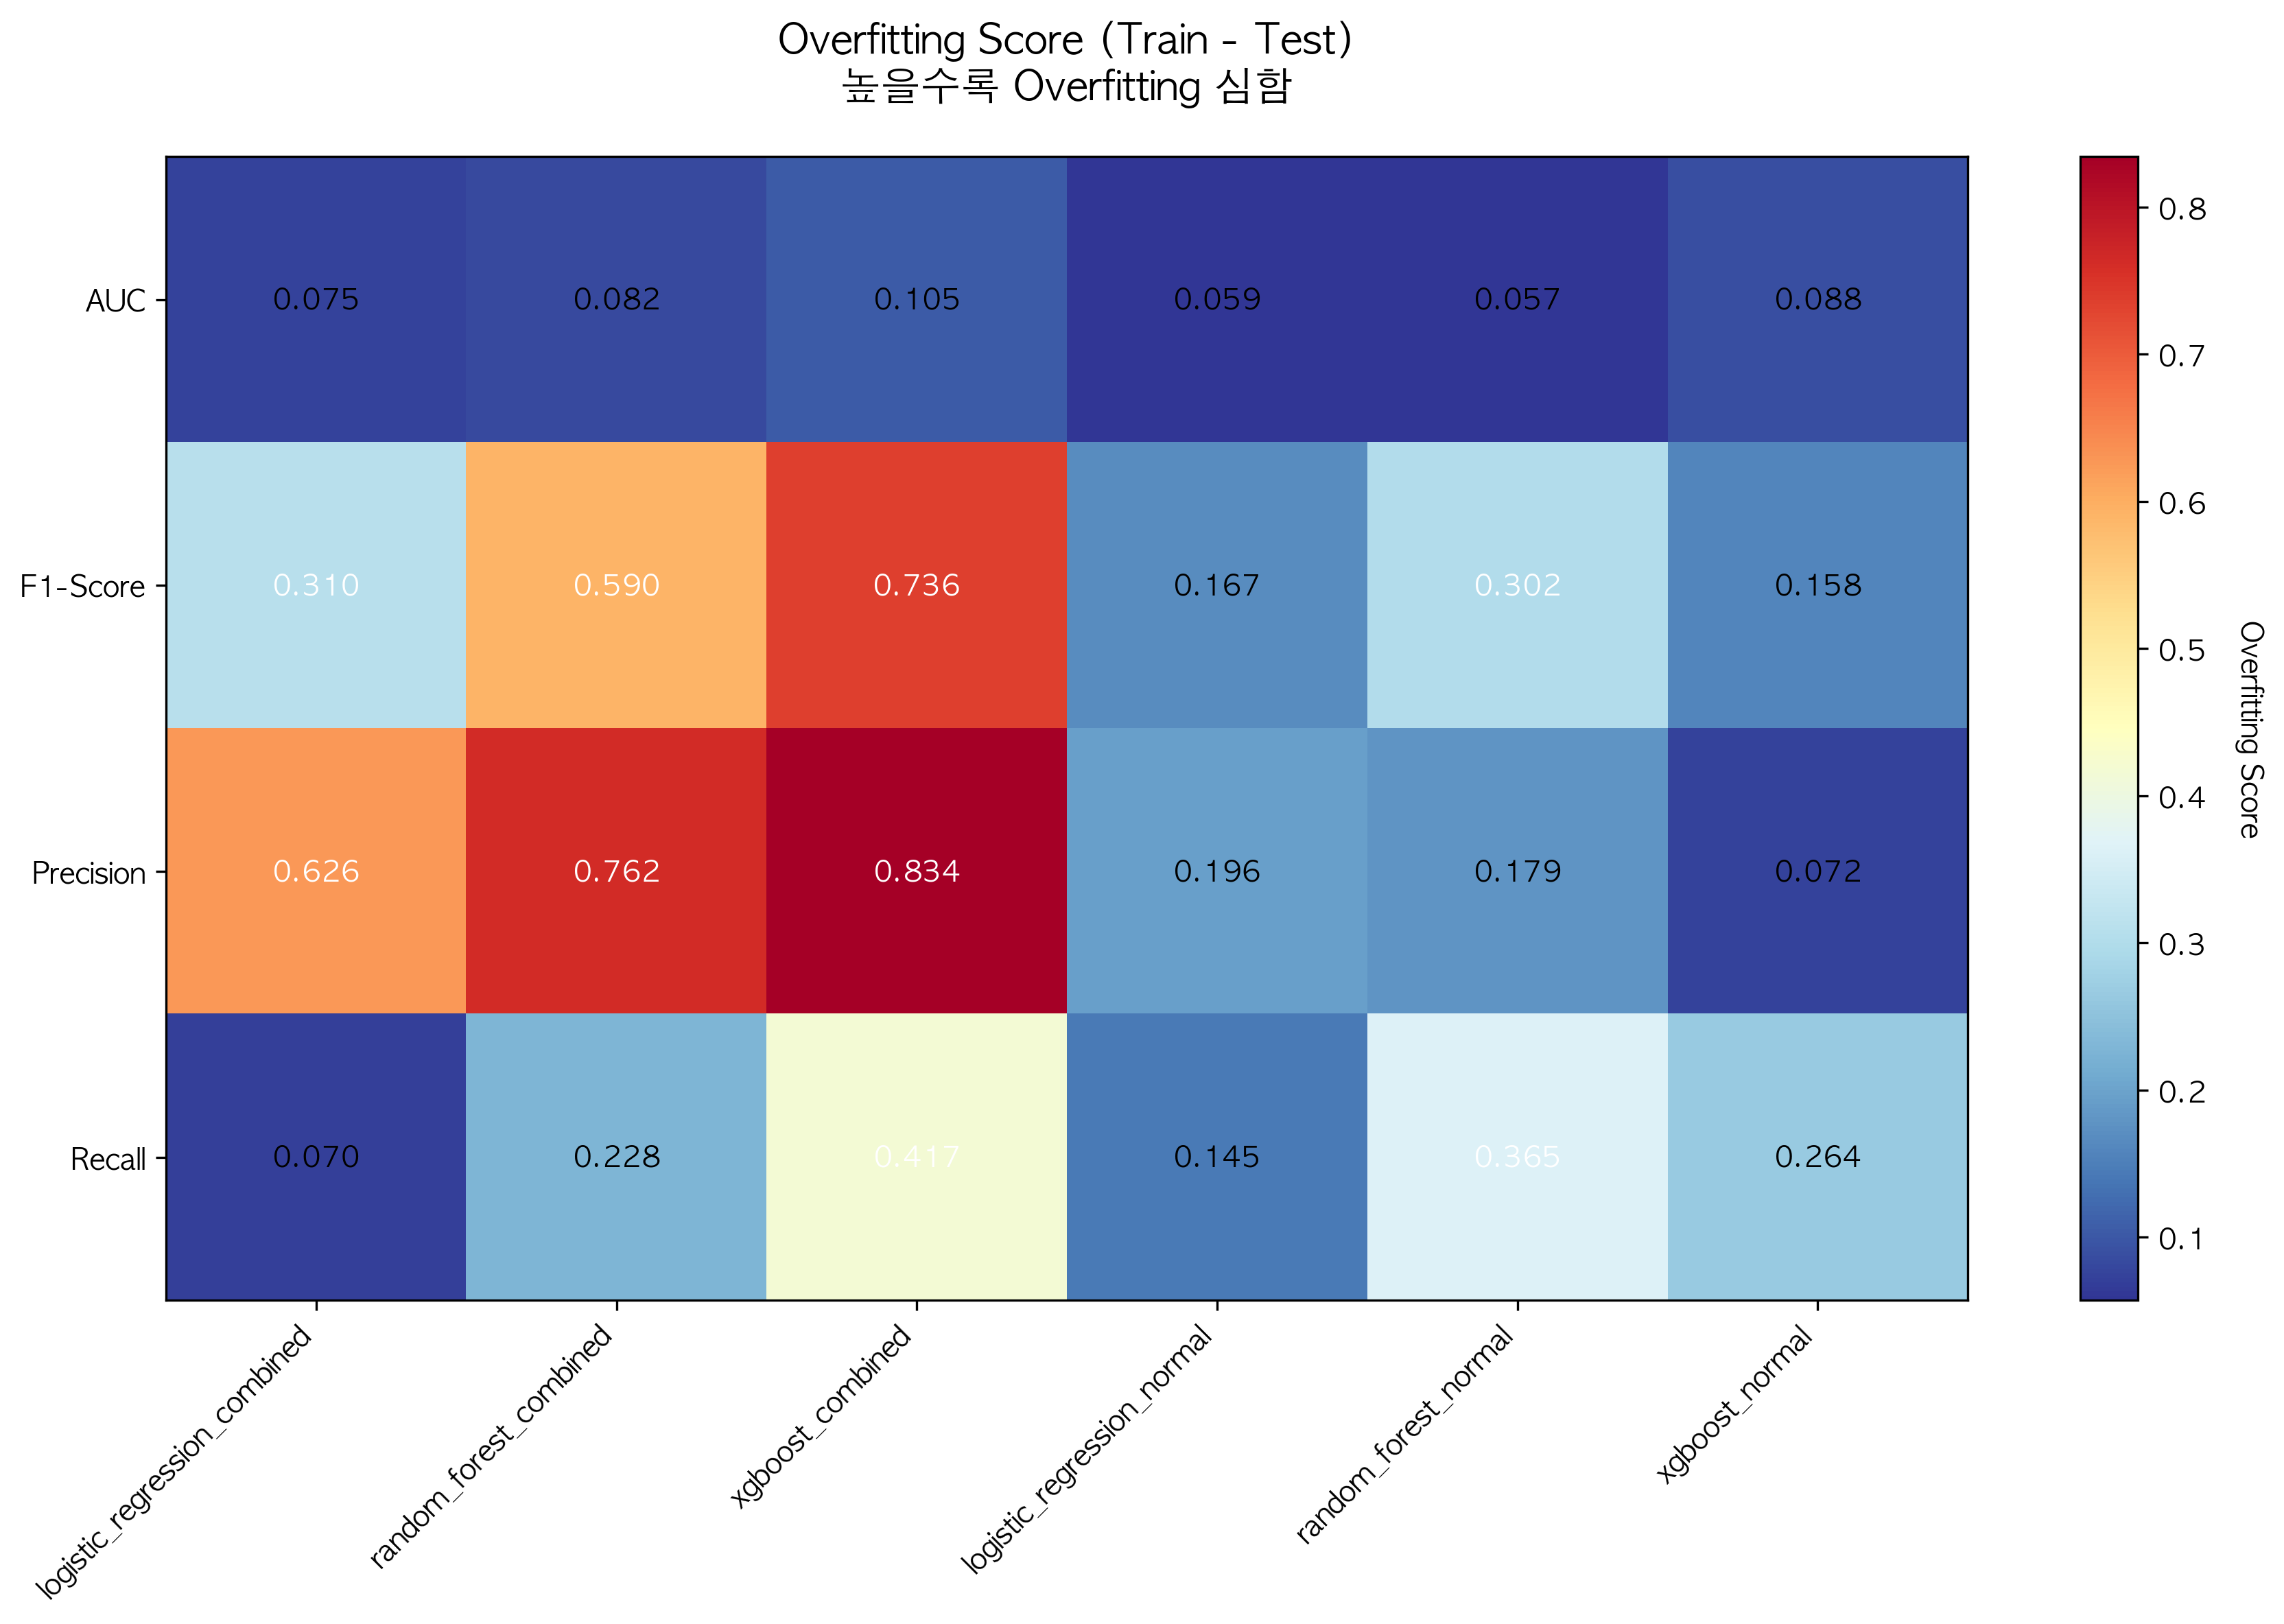 Overfitting Score (Train - Test)
높을수록 Overfitting 심함
AUC 0.075 0.082 0.105 0.059 0.057 0.088
F1-Score 0.310 0.590 0.736 0.167 0.302 0.158
Precision 0.626 0.762 0.834 0.196 0.179 0.072
Recall 0.070 0.228 0.417 0.145 0.365 0.264
logistic_regression_combined
random_forest_combined
xgboost_combined
logistic_regression_normal
random_forest_normal
xgboost_normal
0.8
0.7
0.6
0.5
0.4
0.3
0.2
0.1
Overfitting Score